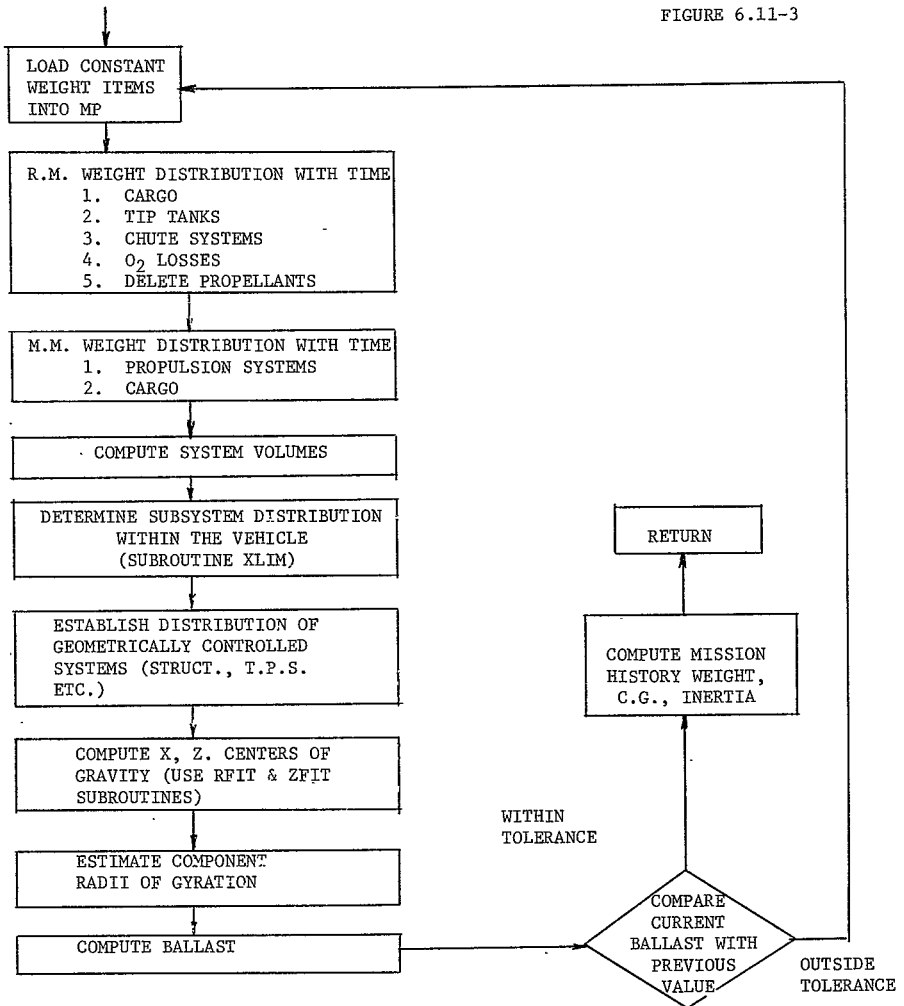 FIGURE 6.11-3
LOAD CONSTANT
WEIGHT ITEMS
INTO MP
R.M. WEIGHT DISTRIBUTION WITH TIME
1. CARGO
2. TIP TANKS
3. CHUTE SYSTEMS
4. O2 LOSSES
5. DELETE PROPELLANTS
M.M. WEIGHT DISTRIBUTION WITH TIME
1. PROPULSION SYSTEMS
2. CARGO
COMPUTE SYSTEM VOLUMES
DETERMINE SUBSYSTEM DISTRIBUTION
WITHIN THE VEHICLE
(SUBROUTINE XLIM)
ESTABLISH DISTRIBUTION OF
GEOMETRICALLY CONTROLLED
SYSTEMS (STRUCT., T.P.S.
ETC.)
COMPUTE X, Z. CENTERS OF
GRAVITY (USE RFIT & ZFIT
SUBROUTINES)
ESTIMATE COMPONENT
RADII OF GYRATION
COMPUTE BALLAST
COMPARE
CURRENT
BALLAST WITH
PREVIOUS
VALUE
OUTSIDE
TOLERANCE
WITHIN
TOLERANCE
COMPUTE MISSION
HISTORY WEIGHT,
C.G., INERTIA
RETURN